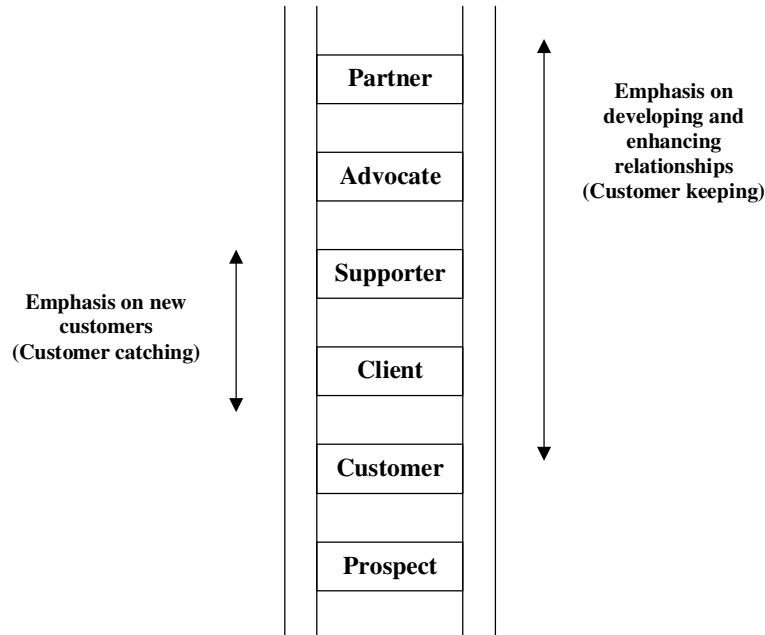 Partner
Advocate
Supporter
Client
Customer
Prospect
Emphasis on new
customers
(Customer catching)
Emphasis on
developing and
enhancing
relationships
(Customer keeping)